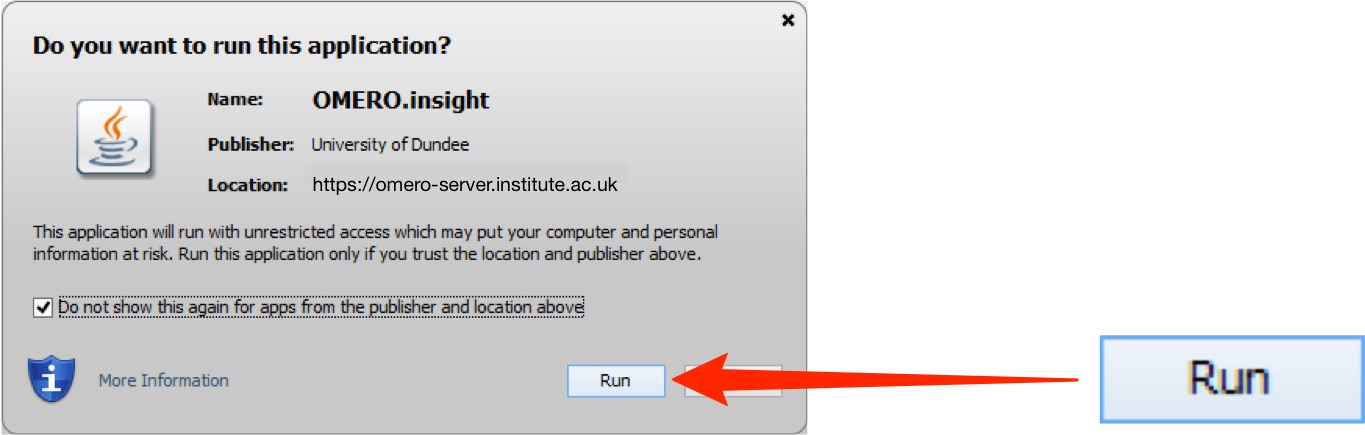 Do you want to run this application?
Name: OMERO.insight
Publisher: University of Dundee
Location: https://omero-server.institute.ac.uk
This application will run with unrestricted access which may put your computer and personal
information at risk. Run this application only if you trust the location and publisher above.
Do not show this again for apps from the publisher and location above
More Information
Run
Run